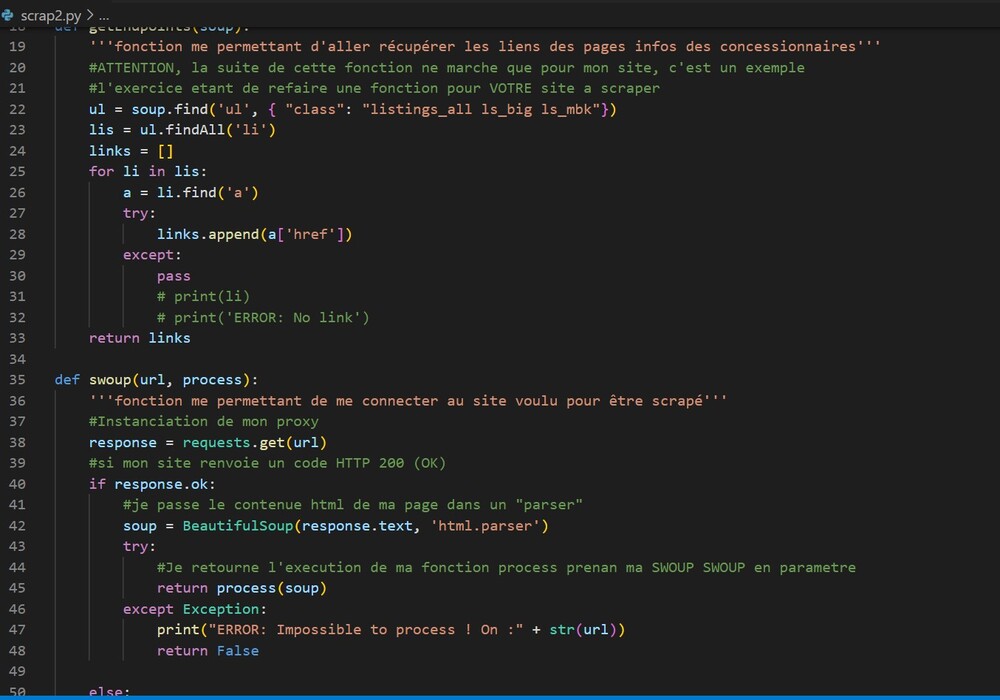 scrap2.py > ...
18 def getEndpoints(soup):
19 '''fonction me permettant d'aller récupérer les liens des pages infos des concessionnaires'''
20 #ATTENTION, la suite de cette fonction ne marche que pour mon site, c'est un exemple
21 #l'exercice etant de refaire une fonction pour VOTRE site a scraper
22 ul = soup.find('ul', { "class": "listings_all ls_big ls_mbk"})
23 lis = ul.findAll('li')
24 links = []
25 for li in lis:
26 a = li.find('a')
27 try:
28 links.append(a['href'])
29 except:
30 pass
31 # print(li)
32 # print('ERROR: No link')
33 return links
34
35 def swoup(url, process):
36 '''fonction me permettant de me connecter au site voulu pour être scrapé'''
37 #Instanciation de mon proxy
38 response = requests.get(url)
39 #si mon site renvoie un code HTTP 200 (OK)
40 if response.ok:
41 #je passe le contenue html de ma page dans un "parser"
42 soup = BeautifulSoup(response.text, 'html.parser')
43 try:
44 #Je retourne l'execution de ma fonction process prenan ma SWOUP SWOUP en parametre
45 return process(soup)
46 except Exception:
47 print("ERROR: Impossible to process ! On :" + str(url))
48 return False
49
50 else: